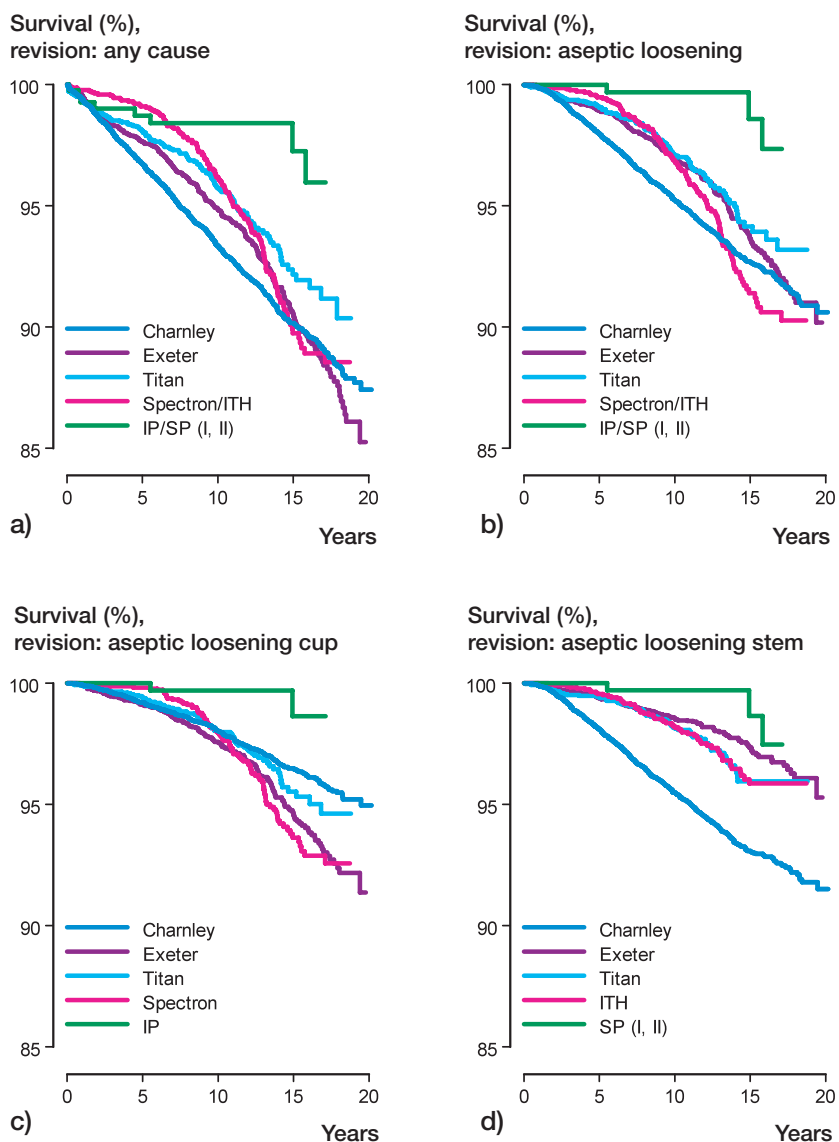 Survival (%),
revision: any cause
100
95
90
85
Charnley
Exeter
Titan
Spectron/ITH
IP/SP (I, II)
0 5 10 15 20
Years
a)
Survival (%),
revision: aseptic loosening
100
95
90
85
Charnley
Exeter
Titan
Spectron/ITH
IP/SP (I, II)
0 5 10 15 20
Years
b)
Survival (%),
revision: aseptic loosening cup
100
95
90
85
Charnley
Exeter
Titan
Spectron
IP
0 5 10 15 20
Years
c)
Survival (%),
revision: aseptic loosening stem
100
95
90
85
Charnley
Exeter
Titan
ITH
SP (I, II)
0 5 10 15 20
Years
d)